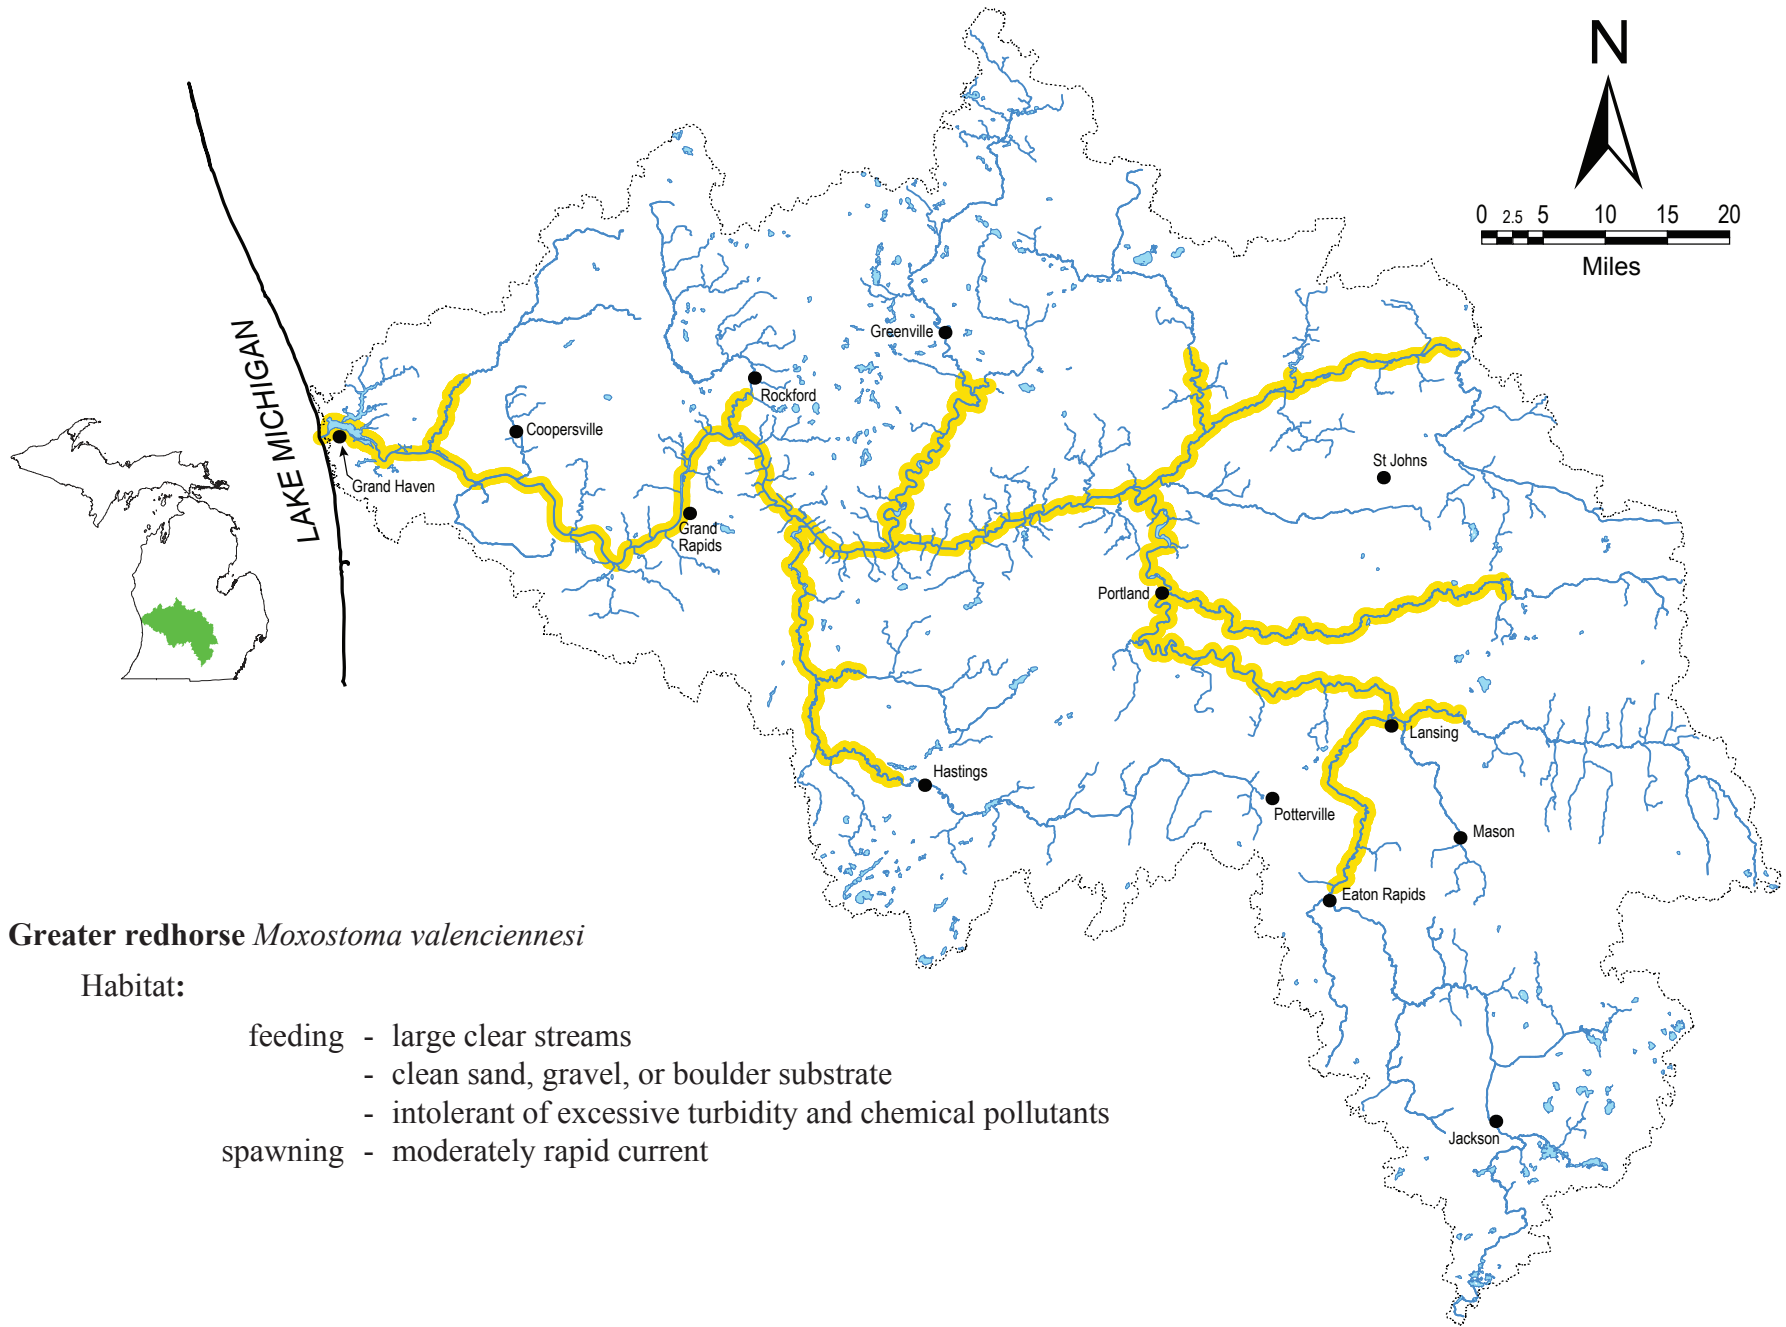 N
0 2.5 5 10 15 20
Miles
LAKE MICHIGAN
Greenville
Rockford
Coopersville
Grand Haven
St Johns
Grand
Rapids
Portland
Lansing
Hastings
Potterville
Mason
Eaton Rapids
Jackson
Greater redhorse Moxostoma valenciennesi
Habitat:
feeding - large clear streams
- clean sand, gravel, or boulder substrate
- intolerant of excessive turbidity and chemical pollutants
spawning - moderately rapid current